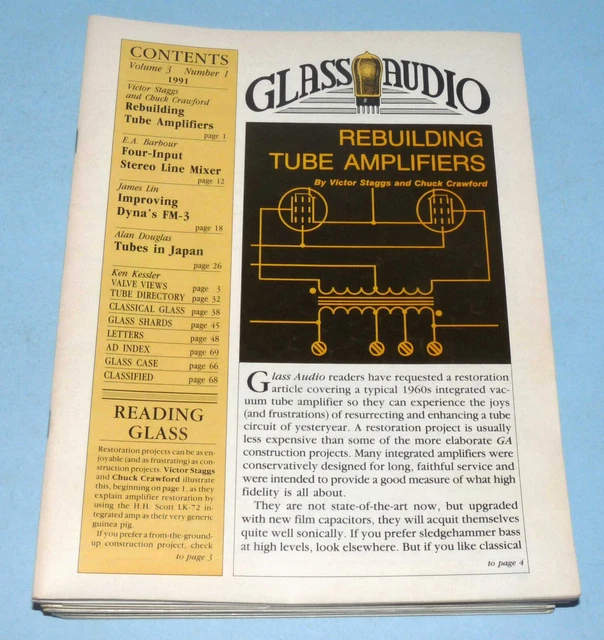 CONTENTS
Volume 3 Number 1
1991
Victor Staggs
and Chuck Crawford
Rebuilding
Tube Amplifiers
page 1
E.A. Barbour
Four-Input
Stereo Line Mixer
page 12
James Lin
Improving
Dyna's FM-3
page 18
Alan Douglas
Tubes in Japan
page 26
Ken Kessler
VALVE VIEWS page 3
TUBE DIRECTORY page 32
CLASSICAL GLASS page 38
GLASS SHARDS page 45
LETTERS page 48
AD INDEX page 69
GLASS CASE page 66
CLASSIFIED page 68
READING
GLASS
Restoration projects can be as en-
joyable (and as frustrating) as con-
struction projects. Victor Staggs
and Chuck Crawford illustrate
this, beginning on page 1, as they
explain amplifier restoration by
using the H.H. Scott LK-72 in-
tegrated amp as their very generic
guinea pig.
If you prefer a from-the-ground-
up construction project, check
to page 3
GLASS AUDIO
REBUILDING
TUBE AMPLIFIERS
By Victor Staggs and Chuck Crawford
Glass Audio readers have requested a restoration
article covering a typical 1960s integrated vac-
uum tube amplifier so they can experience the joys
(and frustrations) of resurrecting and enhancing a tube
circuit of yesteryear. A restoration project is usually
less expensive than some of the more elaborate GA
construction projects. Many integrated amplifiers were
conservatively designed for long, faithful service and
were intended to provide a good measure of what high
fidelity is all about.
They are not state-of-the-art now, but upgraded
with new film capacitors, they will acquit themselves
quite well sonically. If you prefer sledgehammer bass
at high levels, look elsewhere. But if you like classical
to page 4